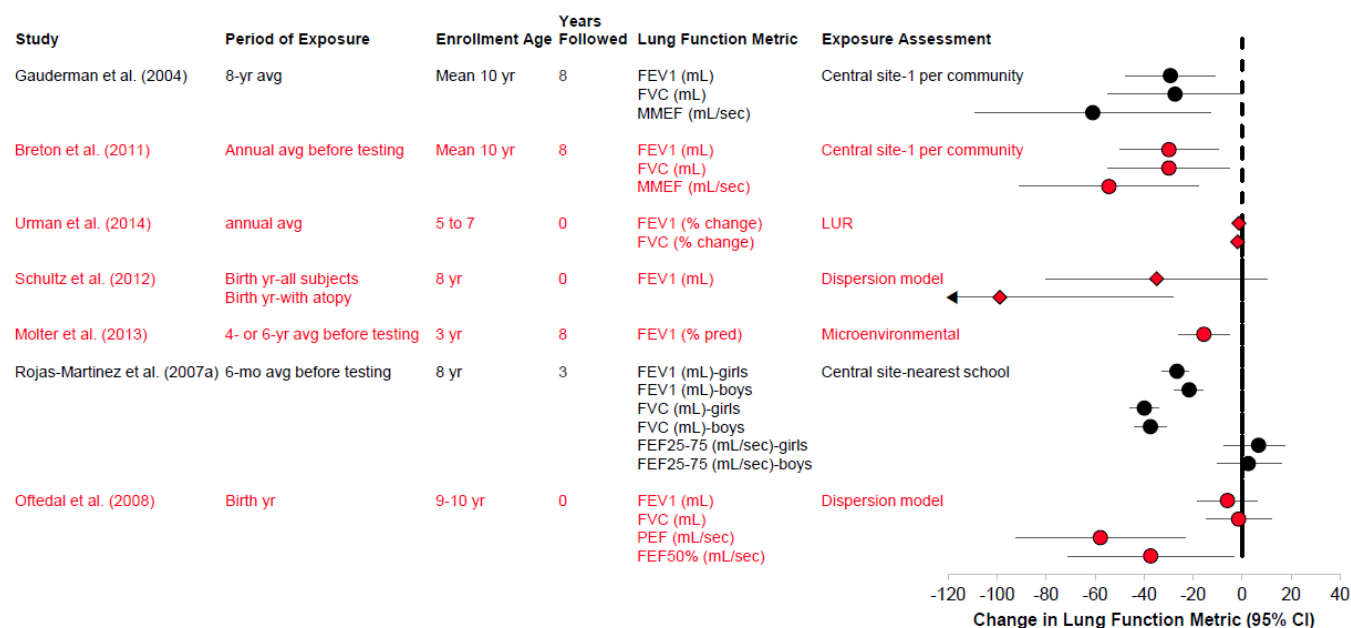 Years
Study Period of Exposure Enrollment Age Followed Lung Function Metric Exposure Assessment
Gauderman et al. (2004) 8-yr avg Mean 10 yr 8 FEV1 (mL) Central site-1 per community
FVC (mL)
MMEF (mL/sec)
Breton et al. (2011) Annual avg before testing Mean 10 yr 8 FEV1 (mL) Central site-1 per community
FVC (mL)
MMEF (mL/sec)
Urman et al. (2014) annual avg 5 to 7 0 FEV1 (% change) LUR
FVC (% change)
Schultz et al. (2012) Birth yr-all subjects 8 yr 0 FEV1 (mL) Dispersion model
Birth yr-with atopy
Molter et al. (2013) 4- or 6-yr avg before testing 3 yr 8 FEV1 (% pred) Microenvironmental
Rojas-Martinez et al. (2007a) 6-mo avg before testing 8 yr 3 FEV1 (mL)-girls Central site-nearest school
FEV1 (mL)-boys
FVC (mL)-girls
FVC (mL)-boys
FEF25-75 (mL/sec)-girls
FEF25-75 (mL/sec)-boys
Oftedal et al. (2008) Birth yr 9-10 yr 0 FEV1 (mL) Dispersion model
FVC (mL)
PEF (mL/sec)
FEF50% (mL/sec)
-120 -100 -80 -60 -40 -20 0 20 40
Change in Lung Function Metric (95% CI)